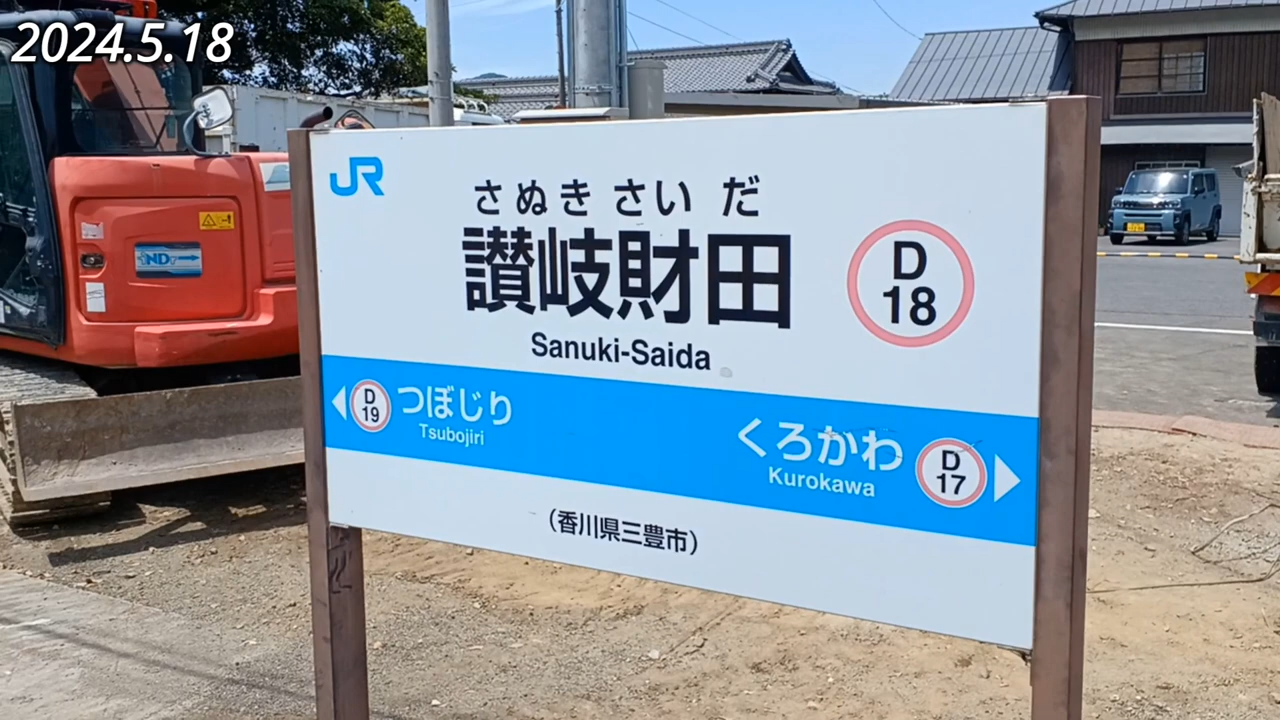 2024.5.18
JR
さぬき さいだ
讃岐財田
Sanuki-Saida
D
18
D
19
つぼじり
Tsubojiri
くろかわ
Kurokawa
D
17
(香川県三豊市)